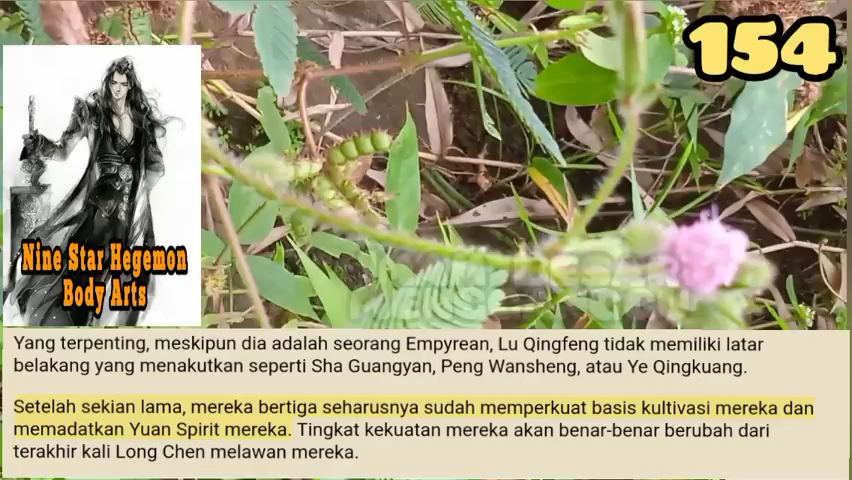 154
Nine Star Hegemon
Body Arts
Yang terpenting, meskipun dia adalah seorang Empyrean, Lu Qingfeng tidak memiliki latar
belakang yang menakutkan seperti Sha Guangyan, Peng Wansheng, atau Ye Qingkuang.
Setelah sekian lama, mereka bertiga seharusnya sudah memperkuat basis kultivasi mereka dan
memadatkan Yuan Spirit mereka. Tingkat kekuatan mereka akan benar-benar berubah dari
terakhir kali Long Chen melawan mereka.